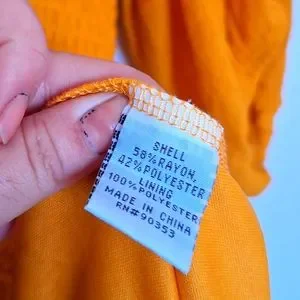 SHELL
58%RAYON,
42%POLYESTER
LINING
100%POLYESTER
MADE IN CHINA
RN#90353